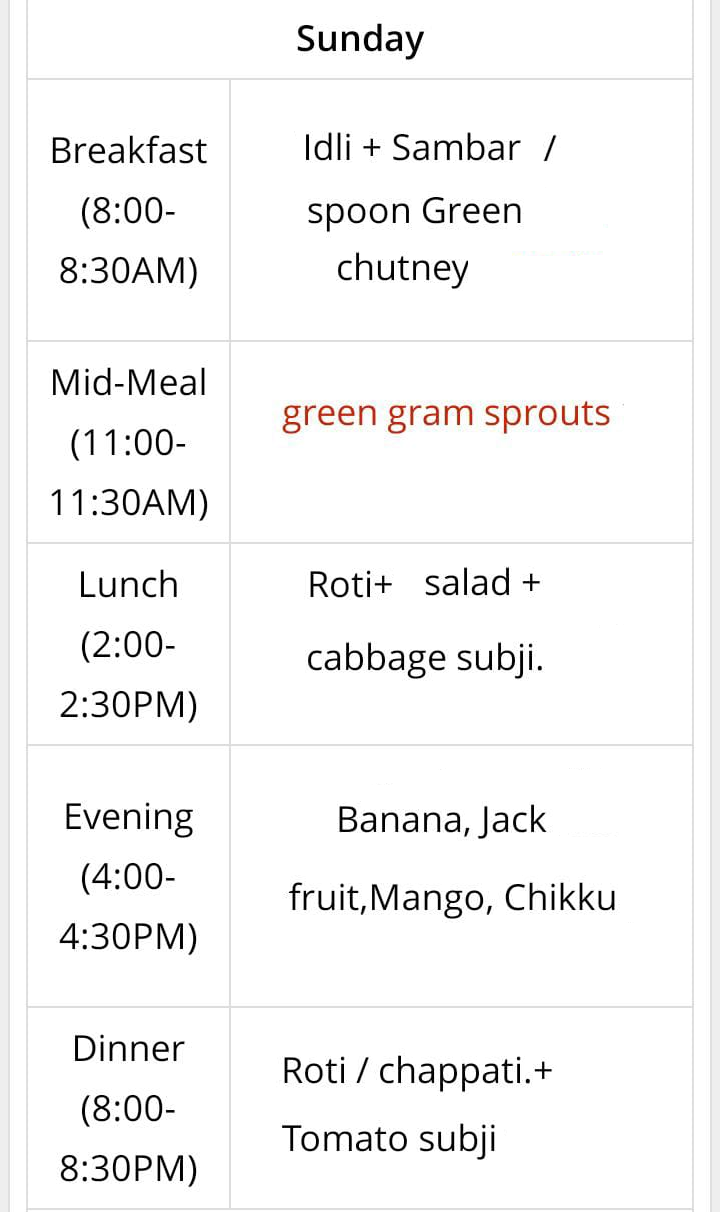 Sunday
Breakfast
(8:00-
8:30AM)
Idli + Sambar /
spoon Green
chutney
Mid-Meal
(11:00-
11:30AM)
green gram sprouts
Lunch
(2:00-
2:30PM)
Roti+ salad +
cabbage subji.
Evening
(4:00-
4:30PM)
Banana, Jack
fruit,Mango, Chikku
Dinner
(8:00-
8:30PM)
Roti / chappati.+
Tomato subji